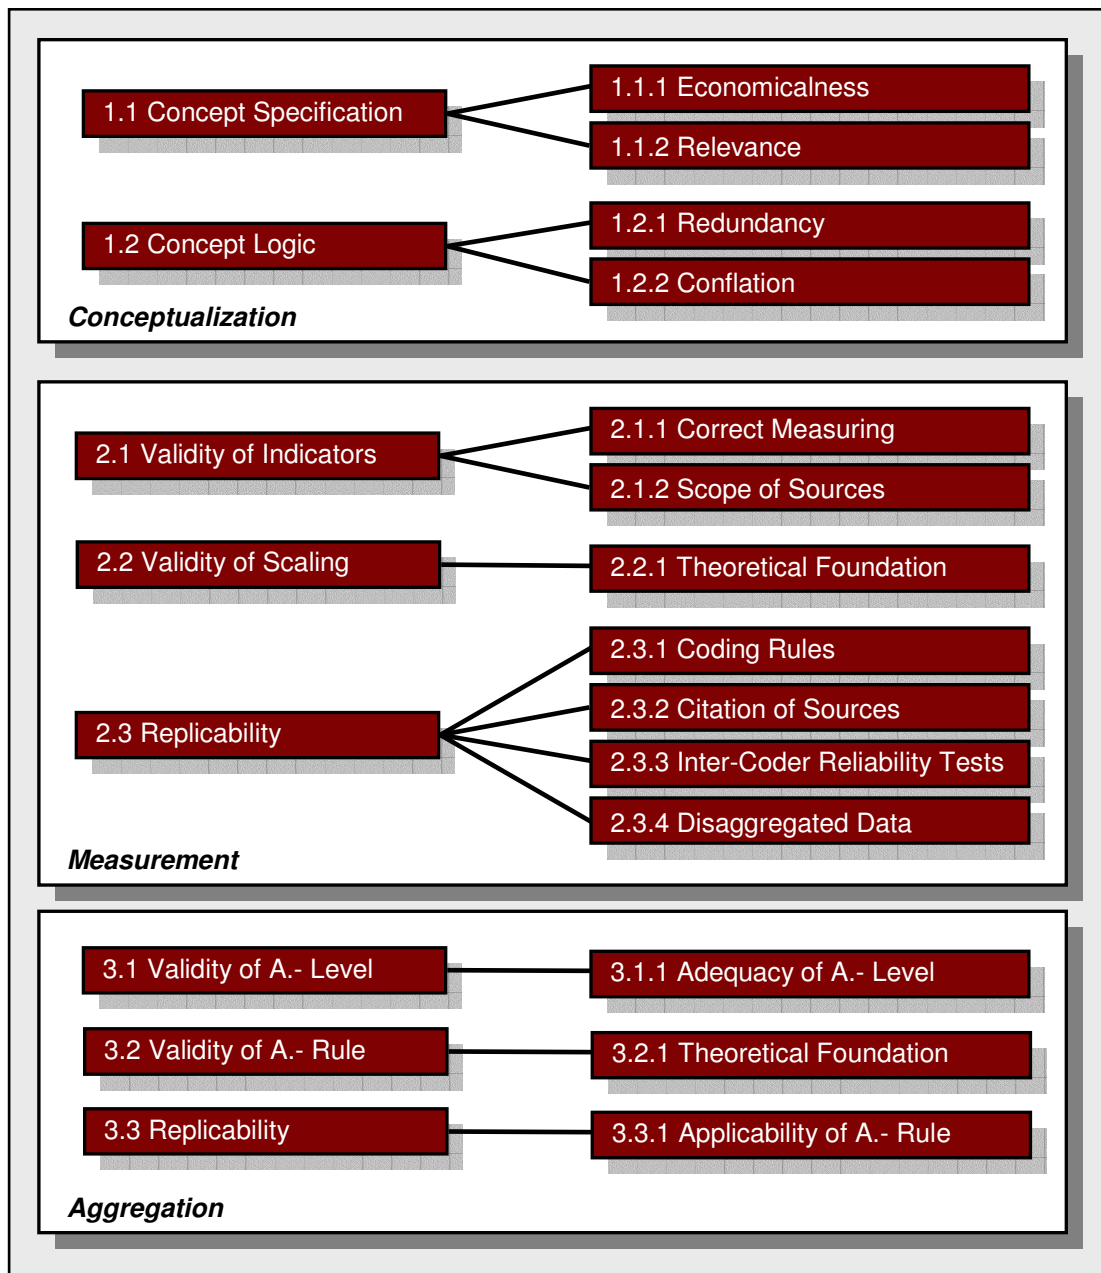 1.1 Concept Specification
1.1.1 Economicalness
1.1.2 Relevance
1.2 Concept Logic
1.2.1 Redundancy
1.2.2 Conflation
Conceptualization
2.1 Validity of Indicators
2.1.1 Correct Measuring
2.1.2 Scope of Sources
2.2 Validity of Scaling
2.2.1 Theoretical Foundation
2.3 Replicability
2.3.1 Coding Rules
2.3.2 Citation of Sources
2.3.3 Inter-Coder Reliability Tests
2.3.4 Disaggregated Data
Measurement
3.1 Validity of A.- Level
3.1.1 Adequacy of A.- Level
3.2 Validity of A.- Rule
3.2.1 Theoretical Foundation
3.3 Replicability
3.3.1 Applicability of A.- Rule
Aggregation